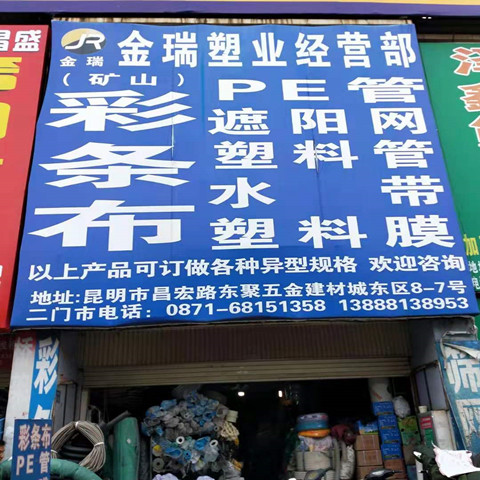 昌盛
JR
金瑞
金瑞塑业经营部
（矿山）
彩条布
PE管
遮阳网
塑料管
水带
塑料膜
以上产品可订做各种异型规格 欢迎咨询
地址:昆明市昌宏路东聚五金建材城东区8-7号
二门市电话: 0871-68151358 13888138953
彩
彩条布
PE管
筛